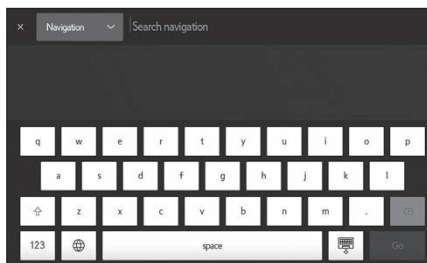 × Navigation Search navigation
q w e r t y u i o p
a s d f g h j k l
z x c v b n m .
123 space Go